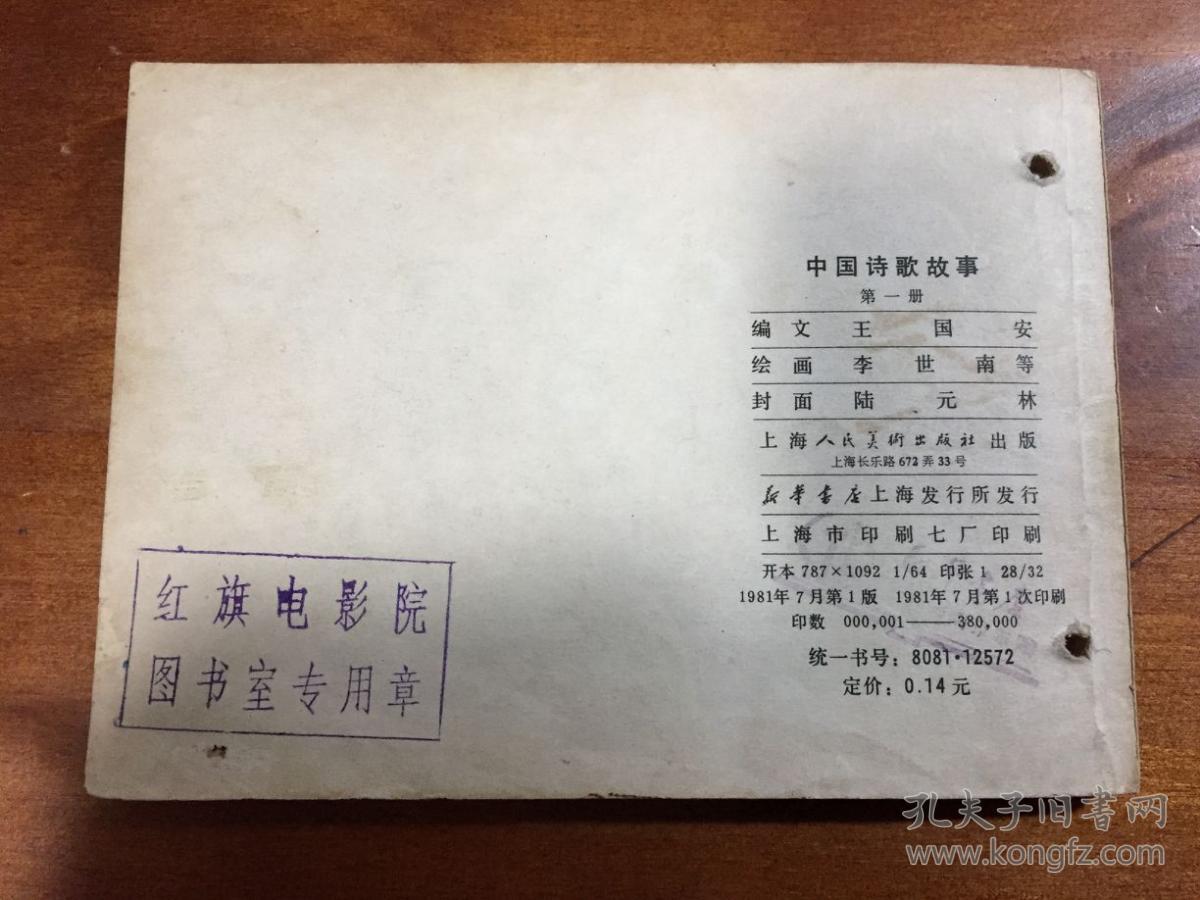 中国诗歌故事
第一册
编文 王国安
绘画 李世南等
封面 陆元林
上海人民美術出版社出版
上海长乐路672弄33号
新华书店上海发行所发行
上海市印刷七厂印刷
开本 787×1092 1/64 印张 1 28/32
1981年7月第1版 1981年7月第1次印刷
印数 000,001——380,000
统一书号：8081·12572
定价：0.14元
红旗电影院
图书室专用章
孔夫子旧書网
www.kongfz.com